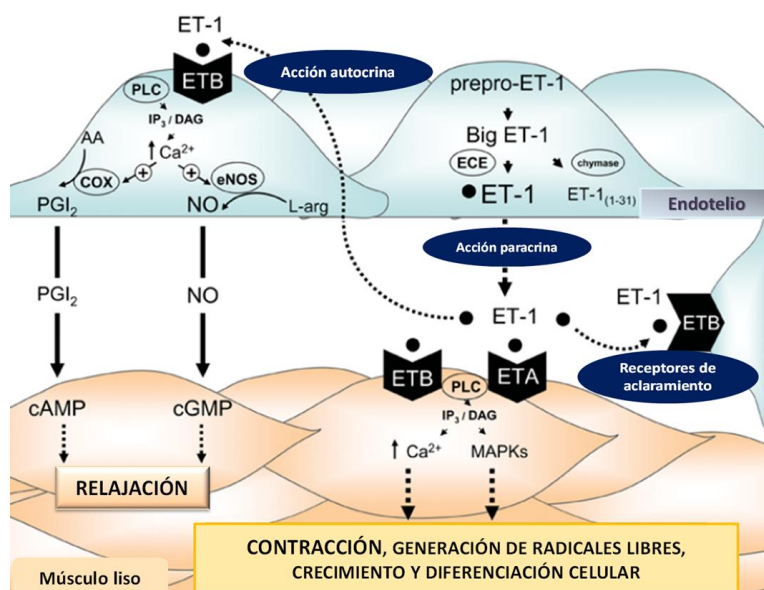 ET-1
Acción autocrina
ETB
PLC
IP₃ / DAG
AA
↑ Ca²⁺
+
+
COX
eNOS
PGI₂
NO
L-arg
prepro-ET-1
Big ET-1
ECE
chymase
ET-1
ET-1(1-31)
Endotelio
Acción paracrina
PGI₂
NO
ET-1
ET-1
ETB
Receptores de
aclaramiento
ETB
PLC
ETA
IP₃ / DAG
↑ Ca²⁺
MAPKs
cAMP
cGMP
RELAJACIÓN
CONTRACCIÓN, GENERACIÓN DE RADICALES LIBRES,
CRECIMIENTO Y DIFERENCIACIÓN CELULAR
Músculo liso